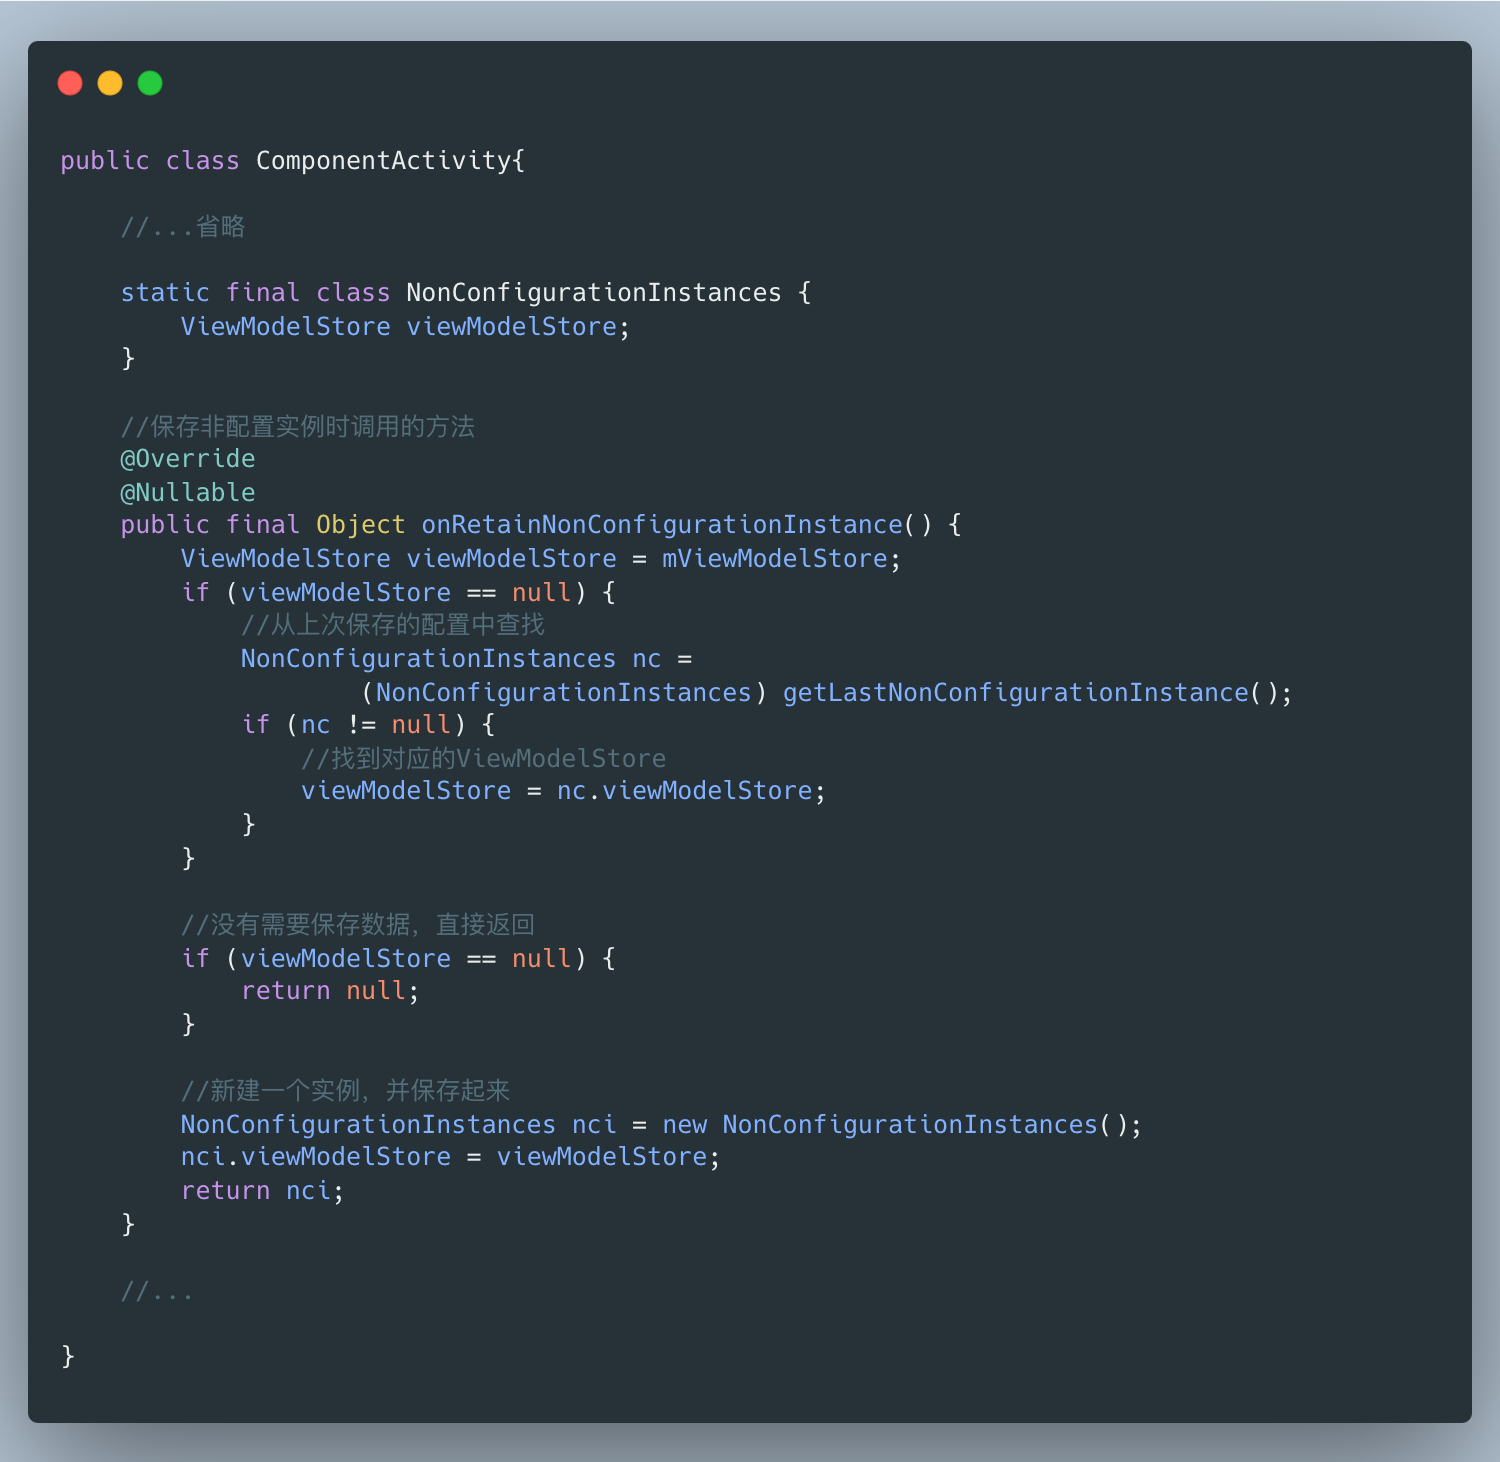 public class ComponentActivity{
//...省略
static final class NonConfigurationInstances {
ViewModelStore viewModelStore;
}
//保存非配置实例时调用的方法
@Override
@Nullable
public final Object onRetainNonConfigurationInstance() {
ViewModelStore viewModelStore = mViewModelStore;
if (viewModelStore == null) {
//从上次保存的配置中查找
NonConfigurationInstances nc =
(NonConfigurationInstances) getLastNonConfigurationInstance();
if (nc != null) {
//找到对应的ViewModelStore
viewModelStore = nc.viewModelStore;
}
}
//没有需要保存数据，直接返回
if (viewModelStore == null) {
return null;
}
//新建一个实例，并保存起来
NonConfigurationInstances nci = new NonConfigurationInstances();
nci.viewModelStore = viewModelStore;
return nci;
}
//...
}